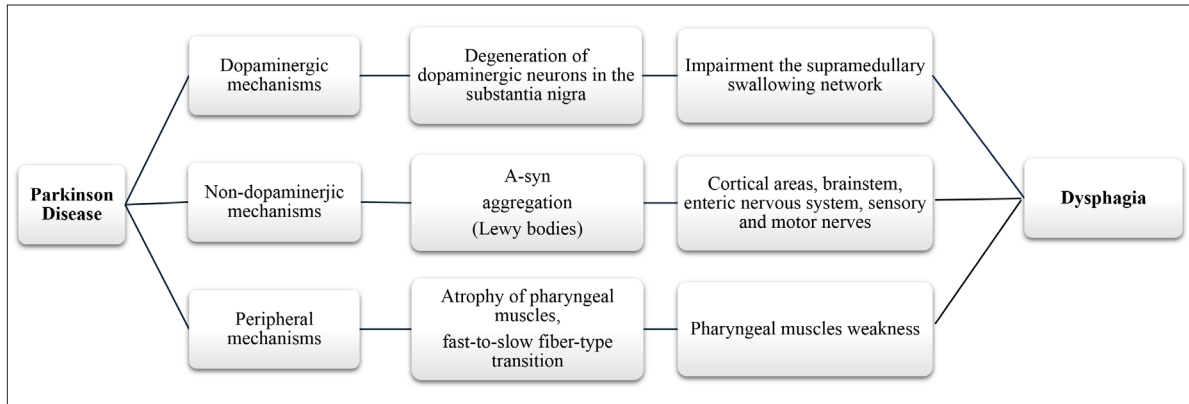 Parkinson
Disease
Dopaminergic
mechanisms
Degeneration of
dopaminergic neurons in the
substantia nigra
Impairment the supramedullary
swallowing network
Non-dopaminerjic
mechanisms
A-syn
aggregation
(Lewy bodies)
Cortical areas, brainstem,
enteric nervous system, sensory
and motor nerves
Peripheral
mechanisms
Atrophy of pharyngeal
muscles,
fast-to-slow fiber-type
transition
Pharyngeal muscles weakness
Dysphagia